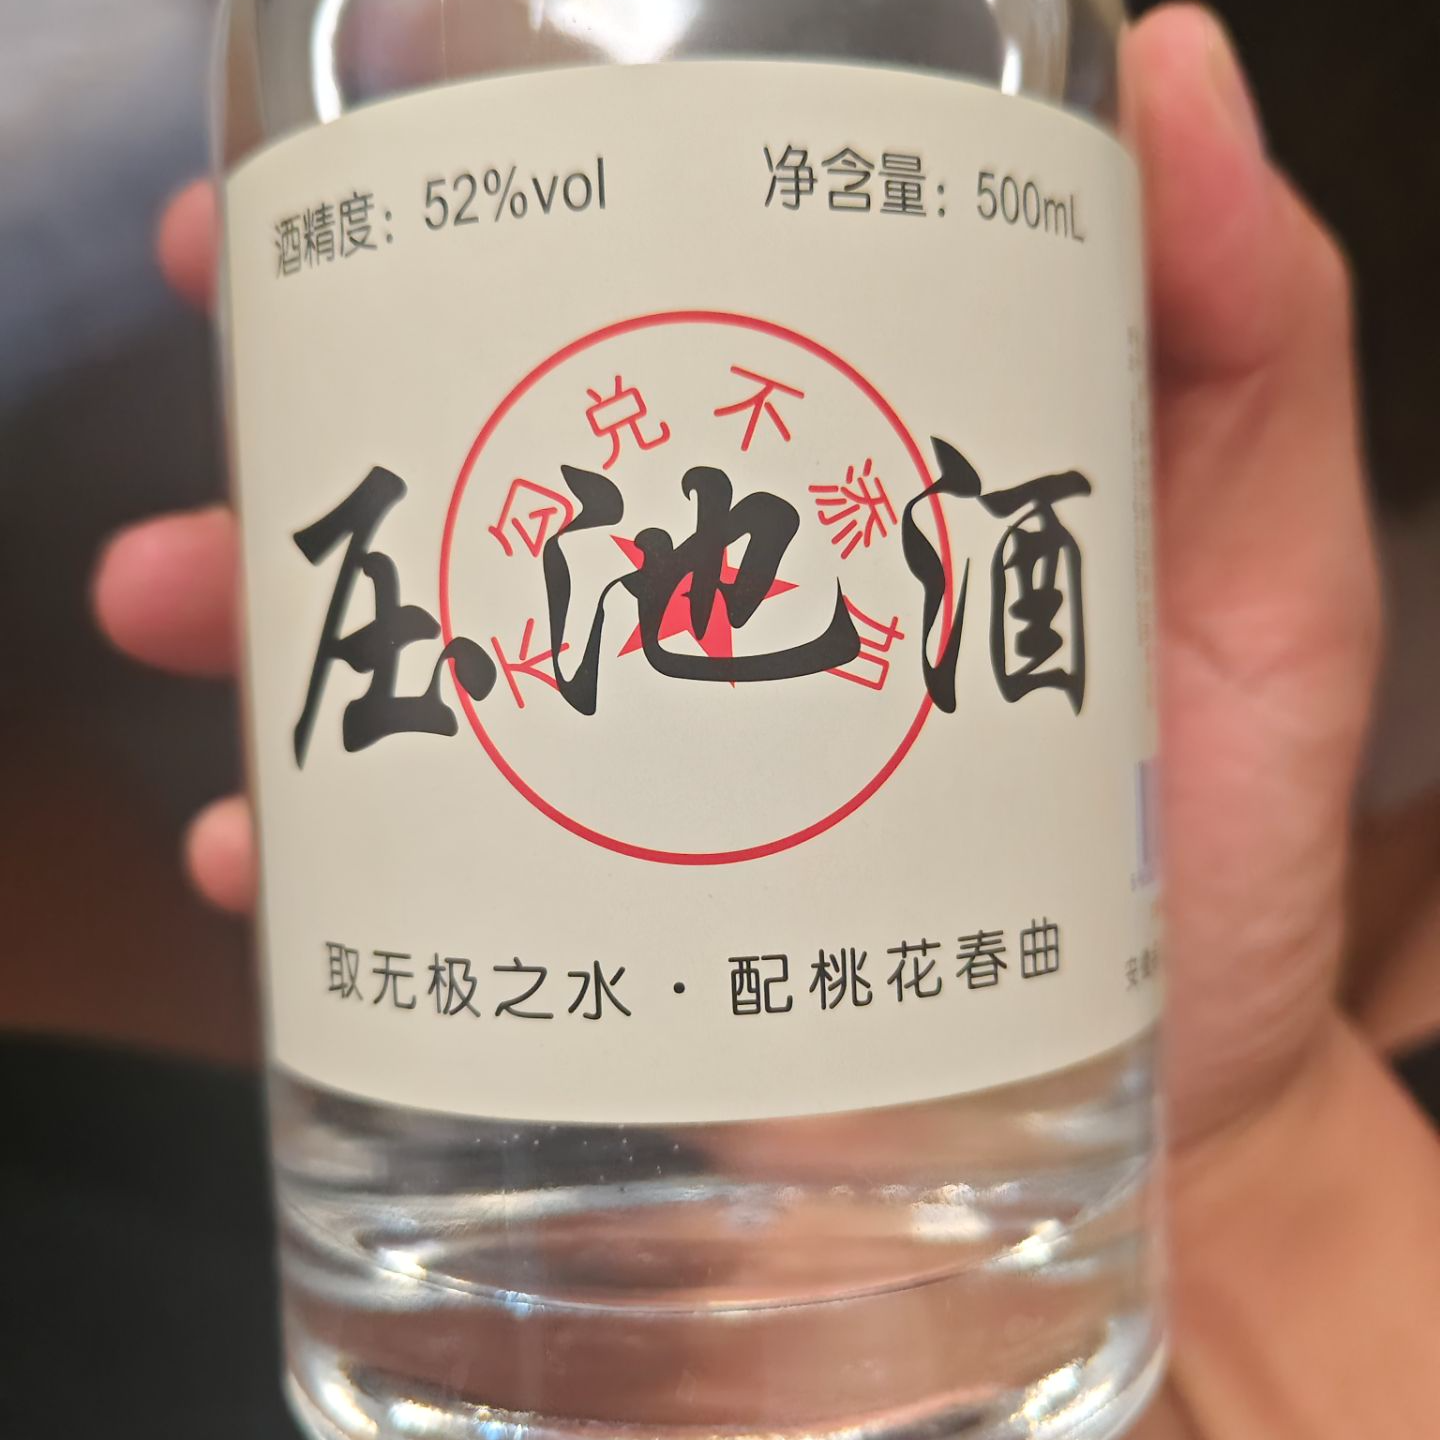 酒精度：52%vol
净含量：500mL
不勾兑不添加
压池酒
取无极之水·配桃花春曲